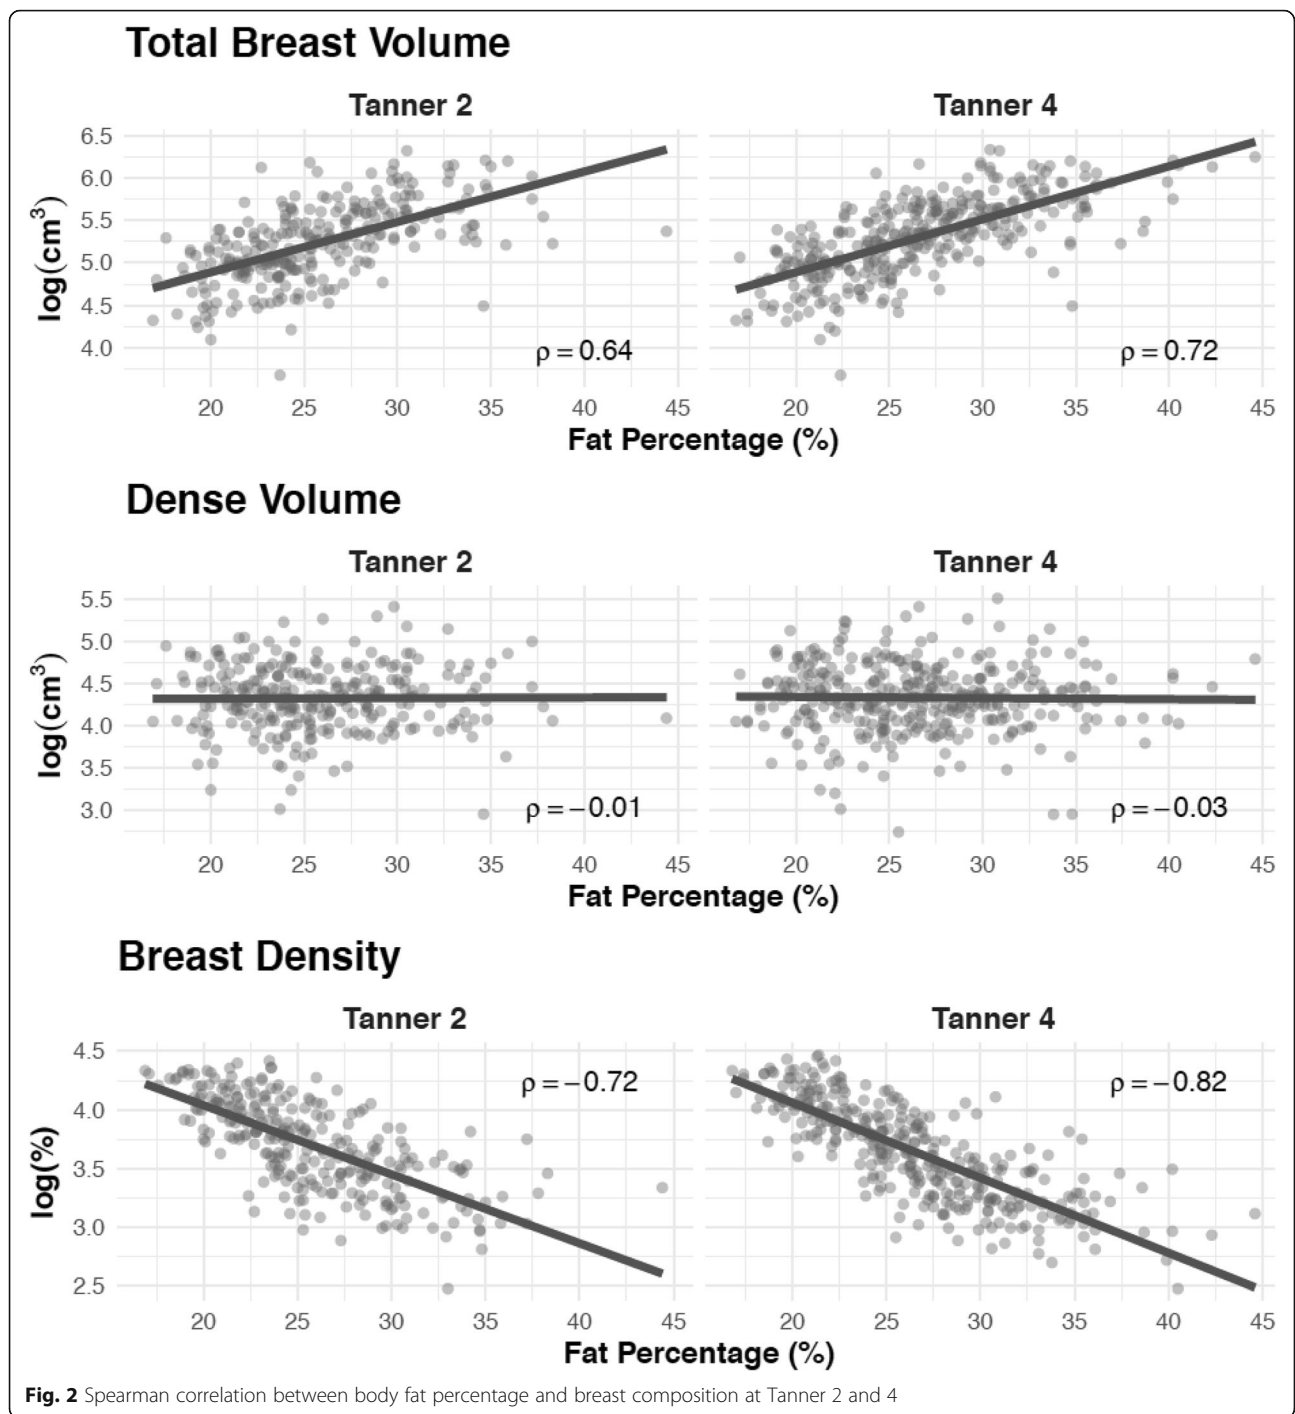 Total Breast Volume
Tanner 2 Tanner 4
log(cm³)
6.5
6.0
5.5
5.0
4.5
4.0
ρ = 0.64 ρ = 0.72
20 25 30 35 40 45 20 25 30 35 40 45
Fat Percentage (%)
Dense Volume
Tanner 2 Tanner 4
log(cm³)
5.5
5.0
4.5
4.0
3.5
3.0
ρ = −0.01 ρ = −0.03
20 25 30 35 40 45 20 25 30 35 40 45
Fat Percentage (%)
Breast Density
Tanner 2 Tanner 4
log(%)
4.5
4.0
3.5
3.0
2.5
ρ = −0.72 ρ = −0.82
20 25 30 35 40 45 20 25 30 35 40 45
Fat Percentage (%)
Fig. 2 Spearman correlation between body fat percentage and breast composition at Tanner 2 and 4